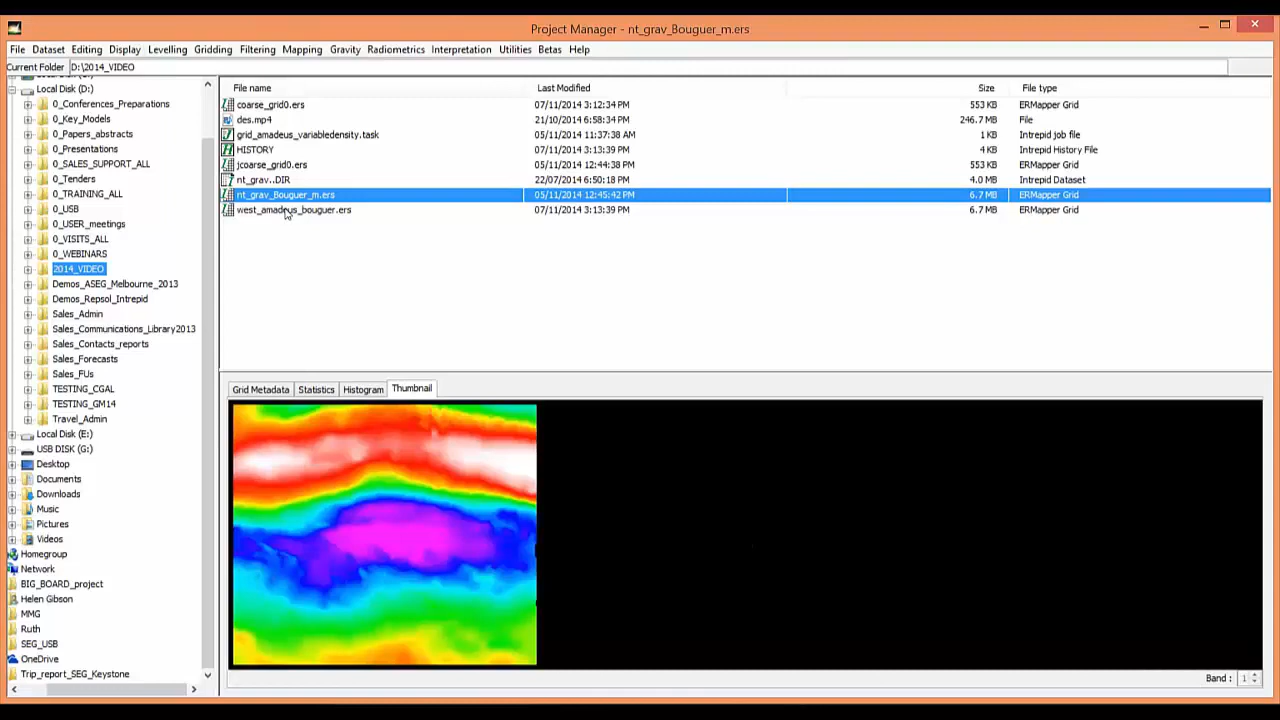 Project Manager - nt_grav_Bouguer_m.ers
File Dataset Editing Display Levelling Gridding Filtering Mapping Gravity Radiometrics Interpretation Utilities Betas Help
Current Folder D:\2014_VIDEO
Local Disk (D:)
0_Conferences_Preparations
0_Key_Models
0_Papers_abstracts
0_Presentations
0_SALES_SUPPORT_ALL
0_Tenders
0_TRAINING_ALL
0_USB
0_USER_meetings
0_VISITS_ALL
0_WEBINARS
2014_VIDEO
Demos_ASEG_Melbourne_2013
Demos_Repsol_Intrepid
Sales_Admin
Sales_Communications_Library2013
Sales_Contacts_reports
Sales_Forecasts
Sales_FUs
TESTING_CGAL
TESTING_GM14
Travel_Admin
Local Disk (E:)
USB DISK (G:)
Desktop
Documents
Downloads
Music
Pictures
Videos
Homegroup
Network
BIG_BOARD_project
Helen Gibson
MMG
Ruth
SEG_USB
OneDrive
Trip_report_SEG_Keystone
File name Last Modified Size File type
coarse_grid0.ers 07/11/2014 3:12:34 PM 553 KB ERMapper Grid
des.mp4 21/10/2014 6:58:34 PM 246.7 MB File
grid_amadeus_variabledensity.task 05/11/2014 11:37:38 AM 1 KB Intrepid job file
HISTORY 07/11/2014 3:13:39 PM 4 KB Intrepid History File
jcoarse_grid0.ers 05/11/2014 12:44:38 PM 553 KB ERMapper Grid
nt_grav..DIR 22/07/2014 6:50:18 PM 4.0 MB Intrepid Dataset
nt_grav_Bouguer_m.ers 05/11/2014 12:45:42 PM 6.7 MB ERMapper Grid
west_amadeus_bouguer.ers 07/11/2014 3:13:39 PM 6.7 MB ERMapper Grid
Grid Metadata Statistics Histogram Thumbnail
Band : 1